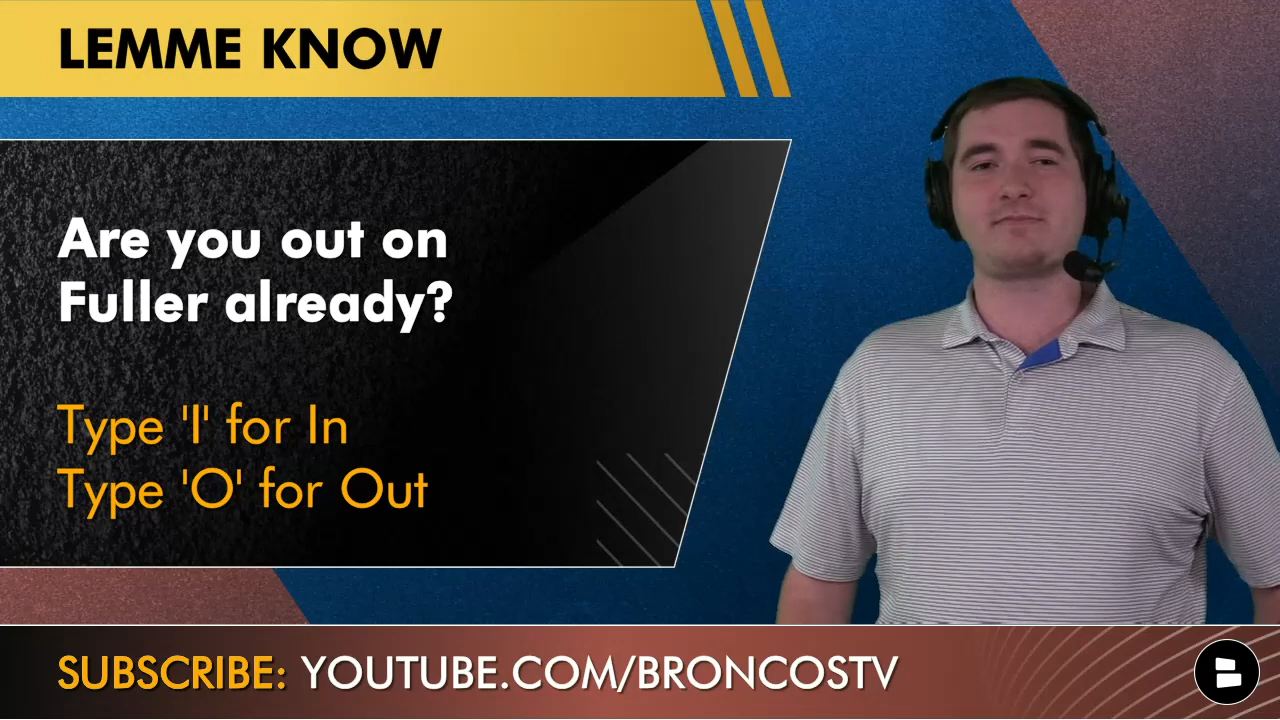 LEMME KNOW
Are you out on
Fuller already?
Type 'I' for In
Type 'O' for Out
SUBSCRIBE: YOUTUBE.COM/BRONCOSTV